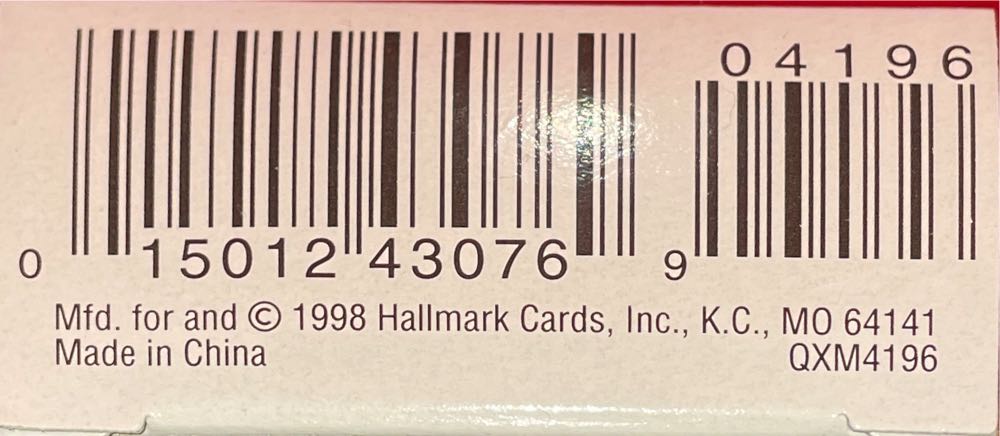 04196
0 15012 43076 9
Mfd. for and © 1998 Hallmark Cards, Inc., K.C., MO 64141
Made in China QXM4196